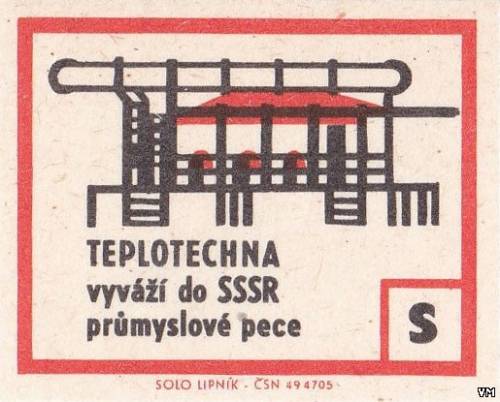 TEPLOTECHNA
vyváží do SSSR
průmyslové pece
S
SOLO LIPNÍK - ČSN 49 4705
VM